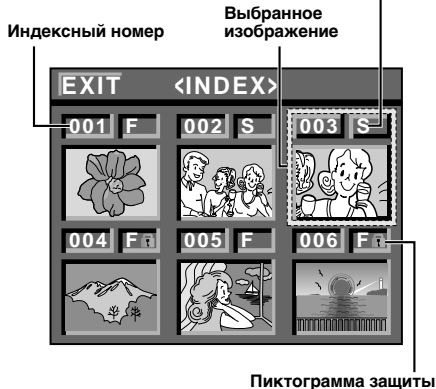 Выбранное
изображение
Индексный номер
EXIT <INDEX>
001 F 002 S 003 S
004 F 005 F 006 F
Пиктограмма защиты